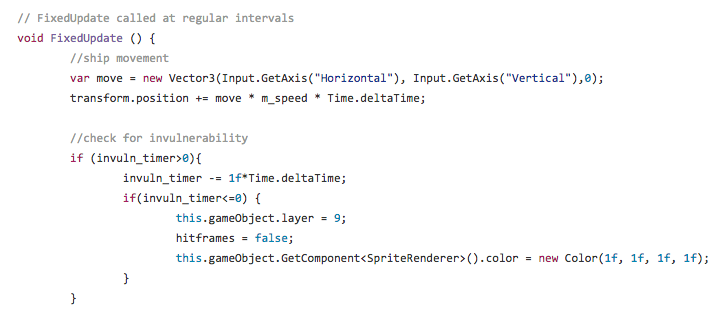 // FixedUpdate called at regular intervals
void FixedUpdate () {
//ship movement
var move = new Vector3(Input.GetAxis("Horizontal"), Input.GetAxis("Vertical"),0);
transform.position += move * m_speed * Time.deltaTime;
//check for invulnerability
if (invuln_timer>0){
invuln_timer -= 1f*Time.deltaTime;
if(invuln_timer<=0) {
this.gameObject.layer = 9;
hitframes = false;
this.gameObject.GetComponent<SpriteRenderer>().color = new Color(1f, 1f, 1f, 1f);
}
}